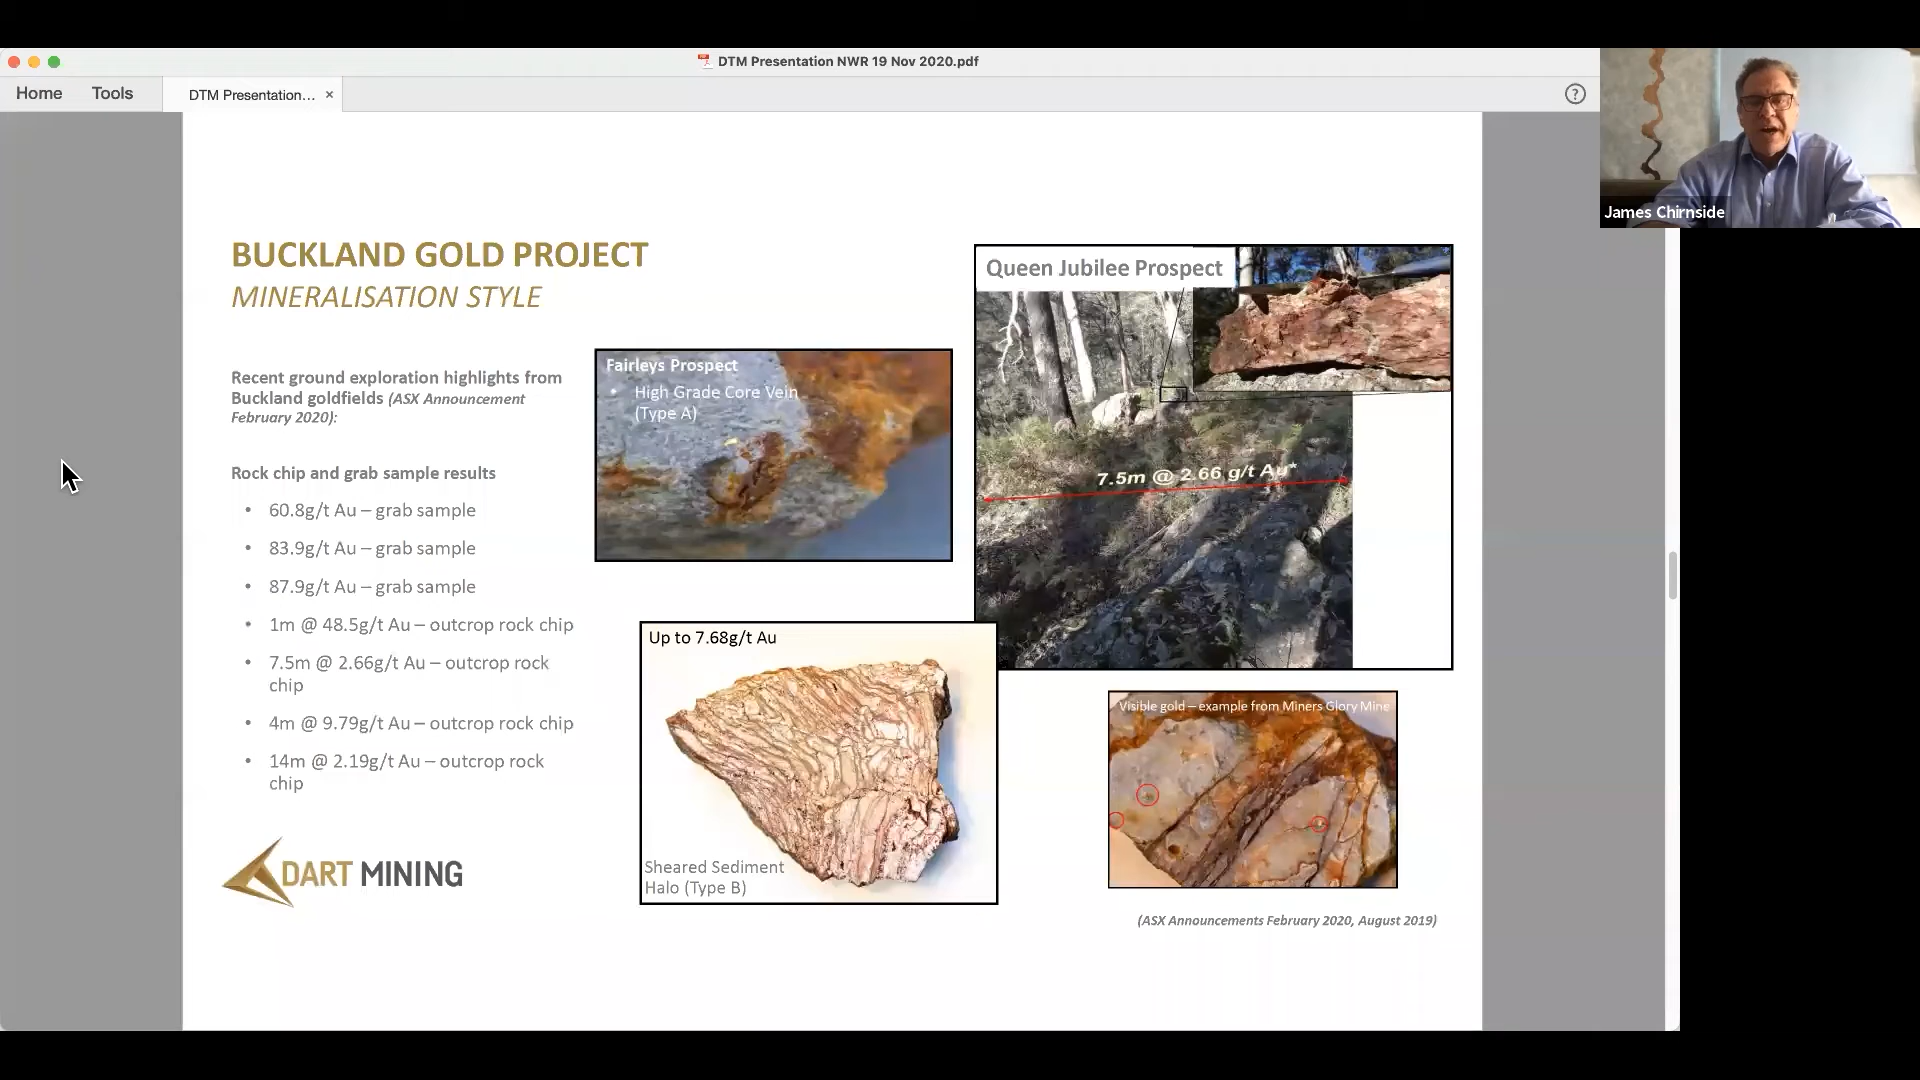 DTM Presentation NWR 19 Nov 2020.pdf
Home
Tools
DTM Presentation... ×
?
James Chirnside
BUCKLAND GOLD PROJECT
MINERALISATION STYLE
Recent ground exploration highlights from
Buckland goldfields (ASX Announcement
February 2020):
Rock chip and grab sample results
• 60.8g/t Au – grab sample
• 83.9g/t Au – grab sample
• 87.9g/t Au – grab sample
• 1m @ 48.5g/t Au – outcrop rock chip
• 7.5m @ 2.66g/t Au – outcrop rock
chip
• 4m @ 9.79g/t Au – outcrop rock chip
• 14m @ 2.19g/t Au – outcrop rock
chip
DART MINING
Fairleys Prospect
• High Grade Core Vein
(Type A)
Up to 7.68g/t Au
Sheared Sediment
Halo (Type B)
Queen Jubilee Prospect
7.5m @ 2.66 g/t Au*
Visible gold – example from Miners Glory Mine
(ASX Announcements February 2020, August 2019)